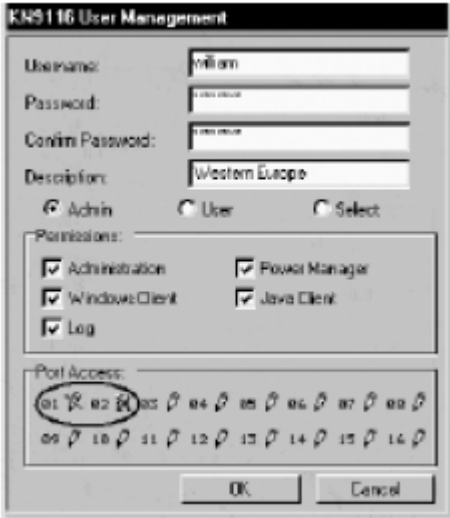 KN9116 User Management
Username: william
Password: ********
Confirm Password: ********
Description: Western Europe
Admin User Select
Permissions:
Administration Power Manager
Windows Client Java Client
Log
Port Access:
01 02 03 04 05 06 07 08
09 10 11 12 13 14 15 16
OK Cancel